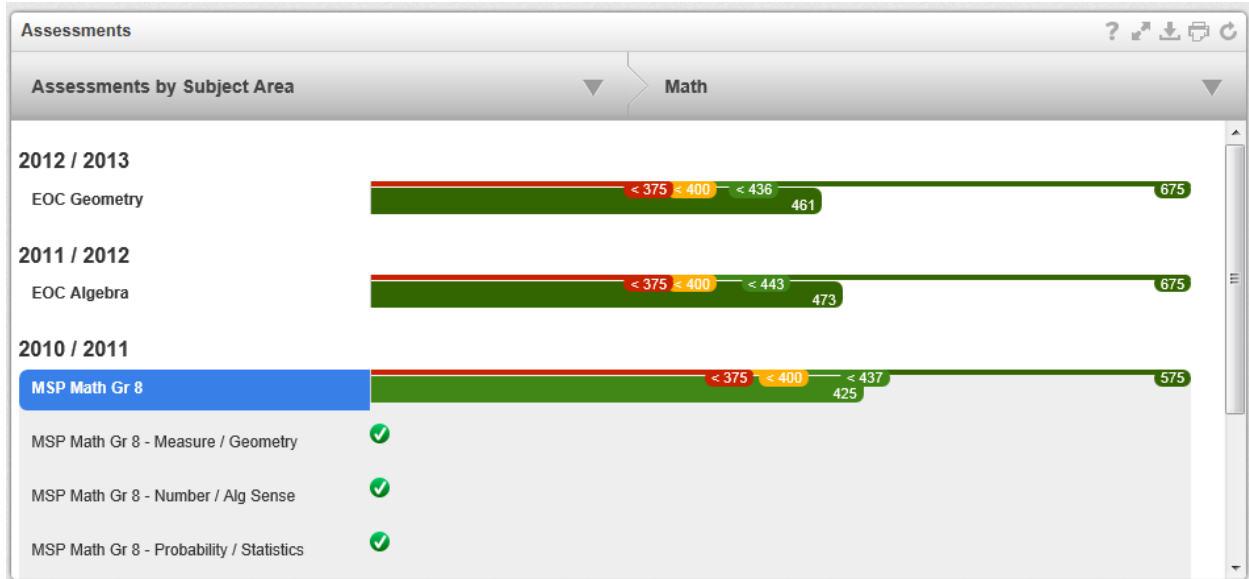 Assessments
Assessments by Subject Area
Math
2012 / 2013
EOC Geometry
< 375 < 400 < 436 675
461
2011 / 2012
EOC Algebra
< 375 < 400 < 443 675
473
2010 / 2011
MSP Math Gr 8
< 375 < 400 < 437 575
425
MSP Math Gr 8 - Measure / Geometry
MSP Math Gr 8 - Number / Alg Sense
MSP Math Gr 8 - Probability / Statistics